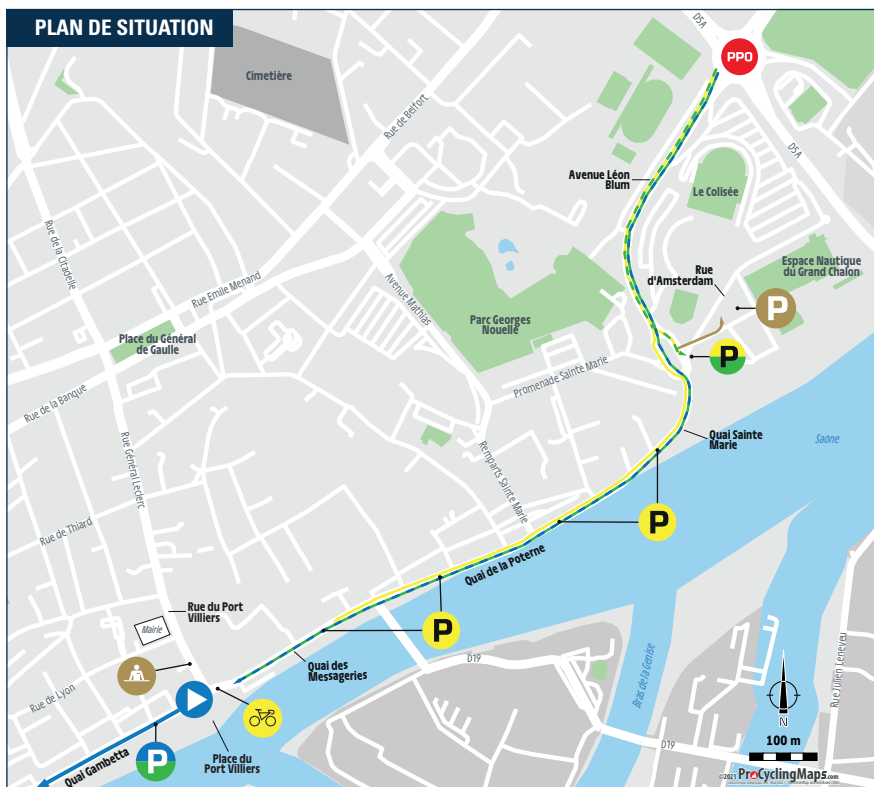 PLAN DE SITUATION
D5A
PPO
Cimetière
Rue de Belfort
D5A
Avenue Léon
Blum
Le Colisée
Rue de la Citadelle
Rue
d'Amsterdam
Espace Nautique
du Grand Chalon
Rue Emile Menand
Avenue Mathias
P
Parc Georges
Nouelle
Place du Général
de Gaulle
P
Promenade Sainte Marie
Rue de la Banque
Quai Sainte
Marie
Saône
Rue Général Leclerc
Remparts Sainte Marie
P
Rue de Thiard
Quai de la Poterne
Rue du Port
Villiers
Mairie
P
Quai des
Messageries
D19
Bras de la Génise
Rue Julien Leneveu
Rue de Lyon
N
D19
100 m
P
Quai Gambetta
Place du
Port Villiers
©2021 ProCyclingMaps.com